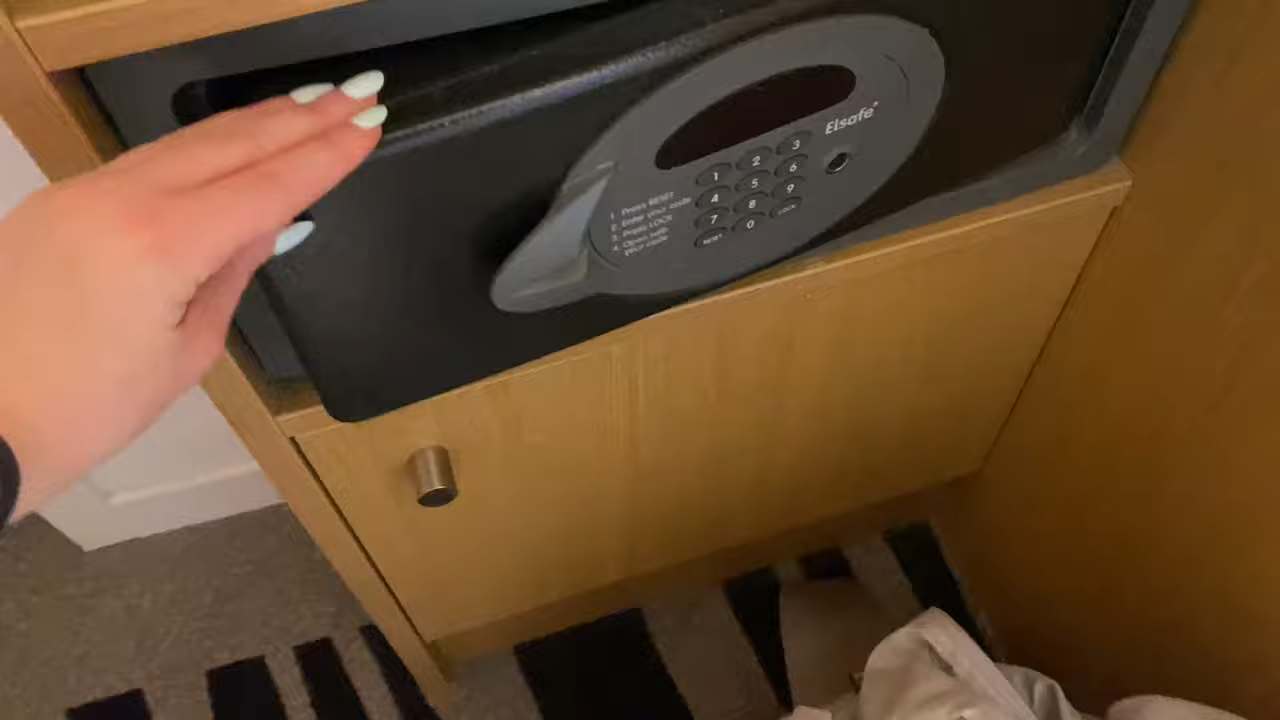 Elsafe®
1 2 3
4 5 6
7 8 9
RESET 0 LOCK
1. Press RESET
2. Enter your code
3. Press LOCK
4. Open with
your code